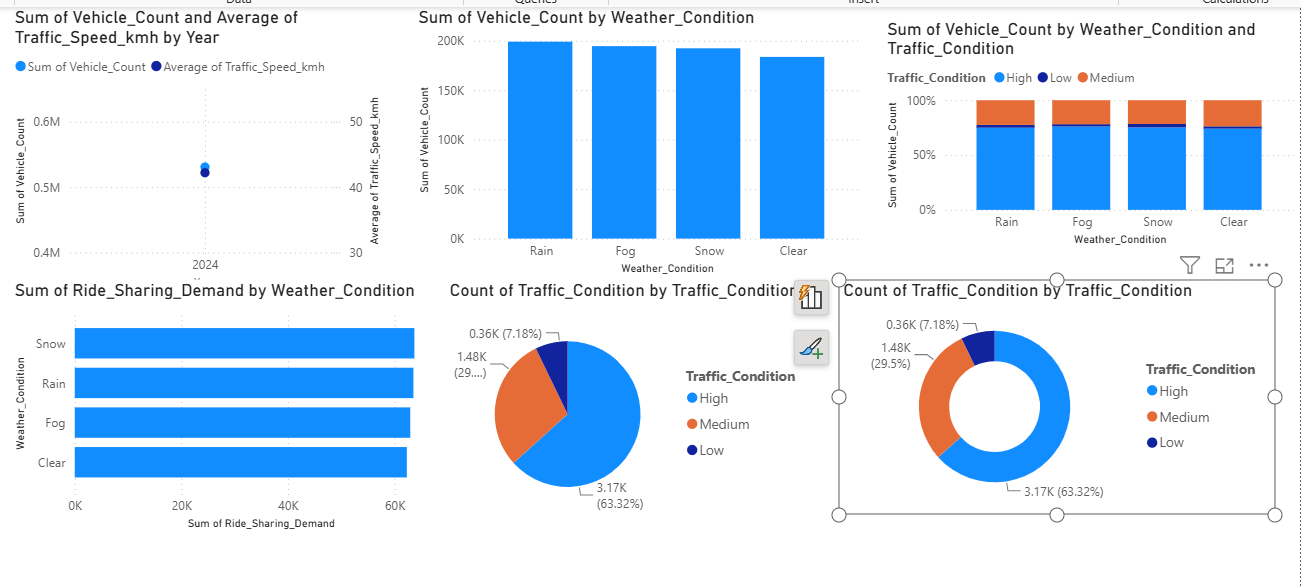 Data
Queries
Insert
Calculations
Sum of Vehicle_Count and Average of
Traffic_Speed_kmh by Year
Sum of Vehicle_Count
Average of Traffic_Speed_kmh
Sum of Vehicle_Count
0.6M
0.5M
0.4M
50
40
30
Average of Traffic_Speed_kmh
2024
Sum of Vehicle_Count by Weather_Condition
Sum of Vehicle_Count
200K
150K
100K
50K
0K
Rain
Fog
Snow
Clear
Weather_Condition
Sum of Vehicle_Count by Weather_Condition and
Traffic_Condition
Traffic_Condition
High
Low
Medium
Sum of Vehicle_Count
100%
50%
0%
Rain
Fog
Snow
Clear
Weather_Condition
Sum of Ride_Sharing_Demand by Weather_Condition
Weather_Condition
Snow
Rain
Fog
Clear
0K
20K
40K
60K
Sum of Ride_Sharing_Demand
Count of Traffic_Condition by Traffic_Condition
0.36K (7.18%)
1.48K
(29....)
3.17K
(63.32%)
Traffic_Condition
High
Medium
Low
Count of Traffic_Condition by Traffic_Condition
0.36K (7.18%)
1.48K
(29.5%)
3.17K (63.32%)
Traffic_Condition
High
Medium
Low